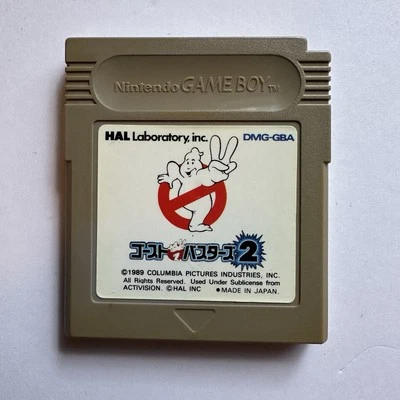 Nintendo GAME BOY TM
HAL Laboratory, inc. DMG-GBA
ゴーストバスターズ2
©1989 COLUMBIA PICTURES INDUSTRIES, INC.
All Rights Reserved. Used Under Sublicense from
ACTIVISION. ©HAL INC ●MADE IN JAPAN.